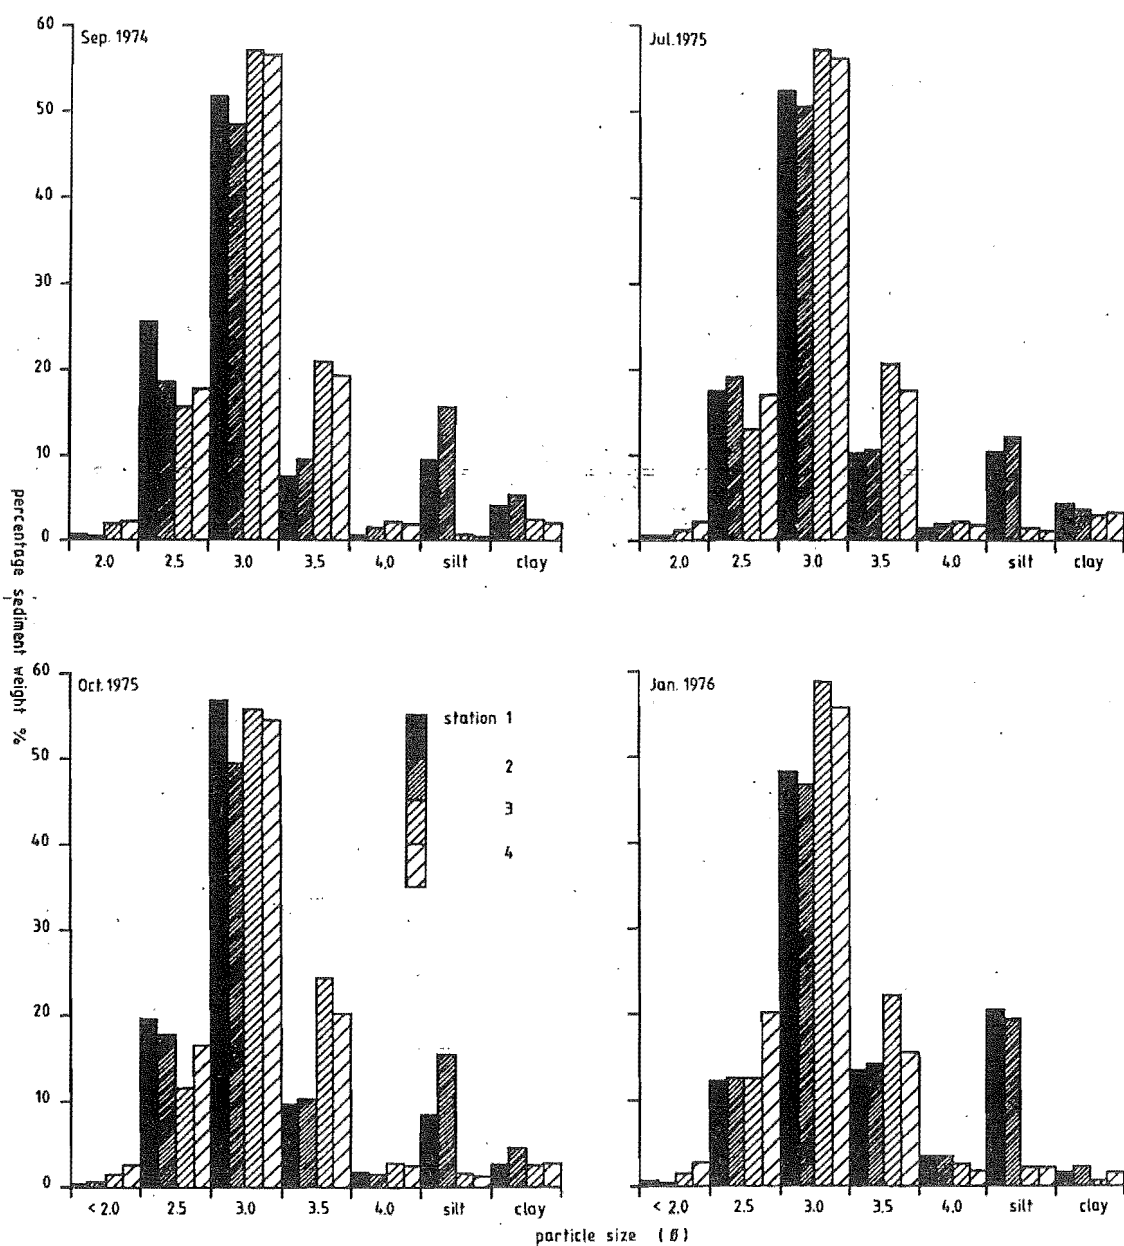 Sep. 1974
Jul. 1975
60
50
40
30
20
10
0
2.0 2.5 3.0 3.5 4.0 silt clay
2.0 2.5 3.0 3.5 4.0 silt clay
percentage sediment weight %
Oct. 1975
Jan. 1976
60
50
40
30
20
10
0
station 1
2
3
4
< 2.0 2.5 3.0 3.5 4.0 silt clay
< 2.0 2.5 3.0 3.5 4.0 silt clay
particle size (ø)